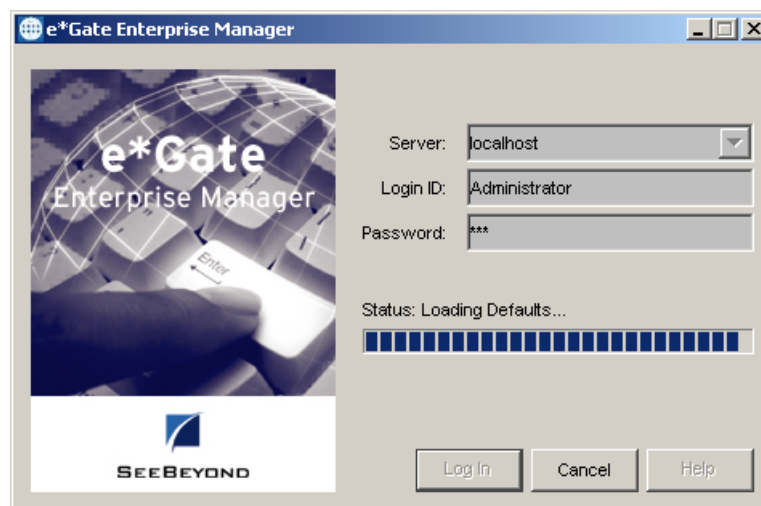 e*Gate Enterprise Manager
e*Gate
Enterprise Manager
Enter
SEEBEYOND
Server:
localhost
Login ID:
Administrator
Password:
***
Status: Loading Defaults...
Log In
Cancel
Help